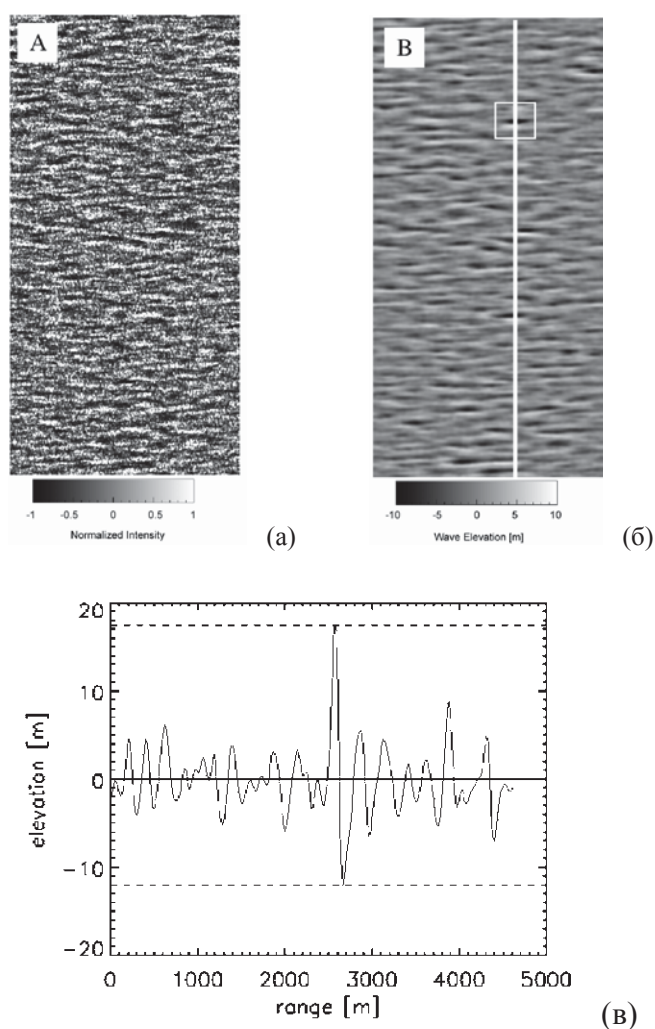 A
B
-1 -0.5 0 0.5 1
Normalized Intensity
(а)
-10 -5 0 5 10
Wave Elevation [m]
(б)
20
10
0
-10
-20
elevation [m]
0 1000 2000 3000 4000 5000
range [m]
(в)